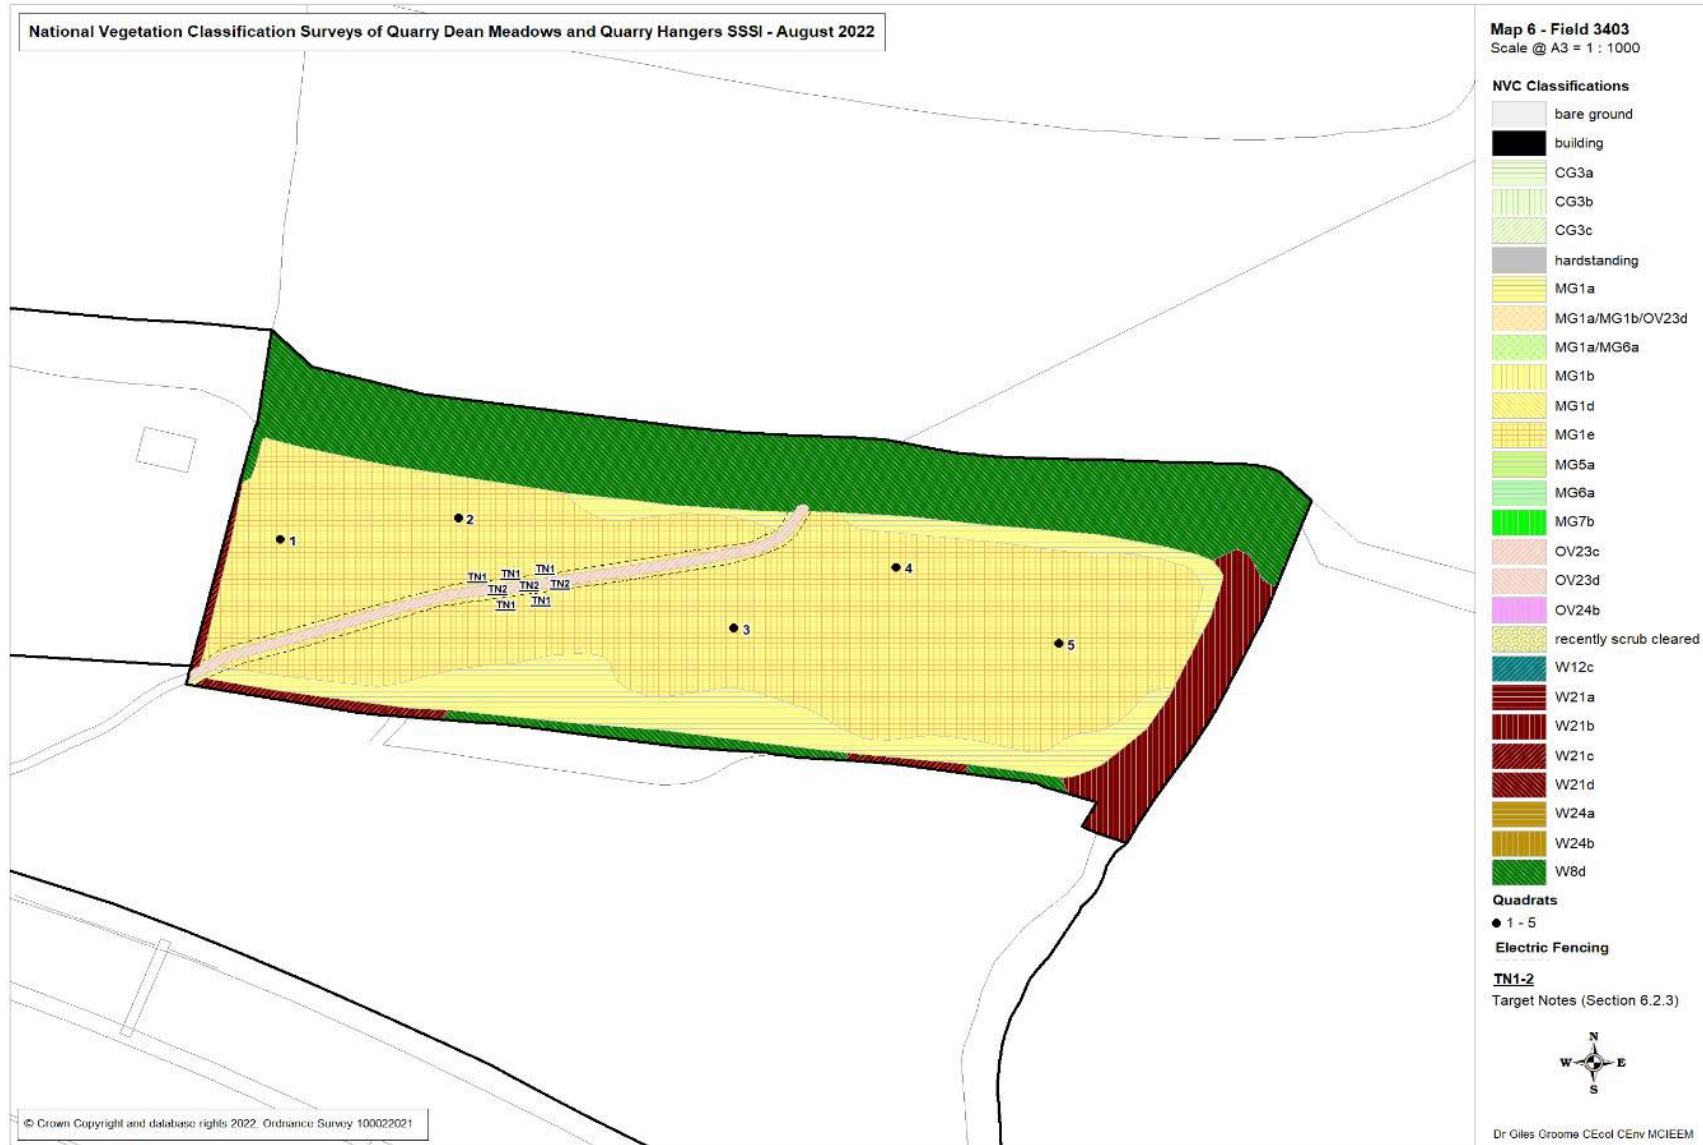 National Vegetation Classification Surveys of Quarry Dean Meadows and Quarry Hangers SSSI - August 2022
Map 6 - Field 3403
Scale @ A3 = 1 : 1000
NVC Classifications
bare ground
building
CG3a
CG3b
CG3c
hardstanding
MG1a
MG1a/MG1b/OV23d
MG1a/MG6a
MG1b
MG1d
MG1e
MG5a
MG6a
MG7b
OV23c
OV23d
OV24b
recently scrub cleared
W12c
W21a
W21b
W21c
W21d
W24a
W24b
W8d
Quadrats
1 - 5
Electric Fencing
TN1-2
Target Notes (Section 6.2.3)
N
W E
S
Dr Giles Groome CEcol CEnv MCIEEM
2
1
TN1 TN1 TN1
TN2 TN2 TN2
TN1 TN1
4
3
5
© Crown Copyright and database rights 2022. Ordnance Survey 100022021